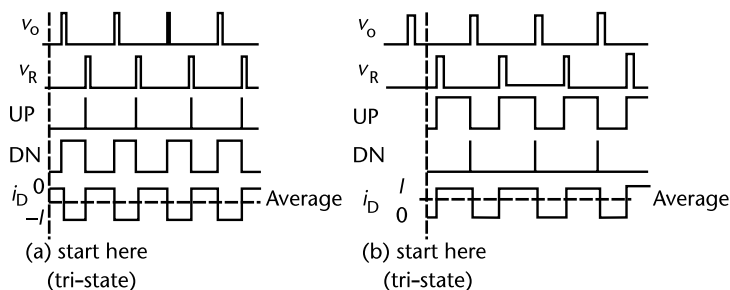 vo
vR
UP
DN
iD 0
–I
Average
(a) start here
(tri–state)
vo
vR
UP
DN
iD I
0
Average
(b) start here
(tri–state)